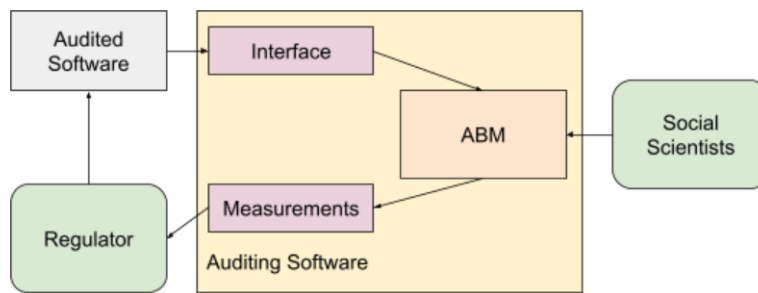 Audited
Software
Interface
ABM
Social
Scientists
Measurements
Regulator
Auditing Software